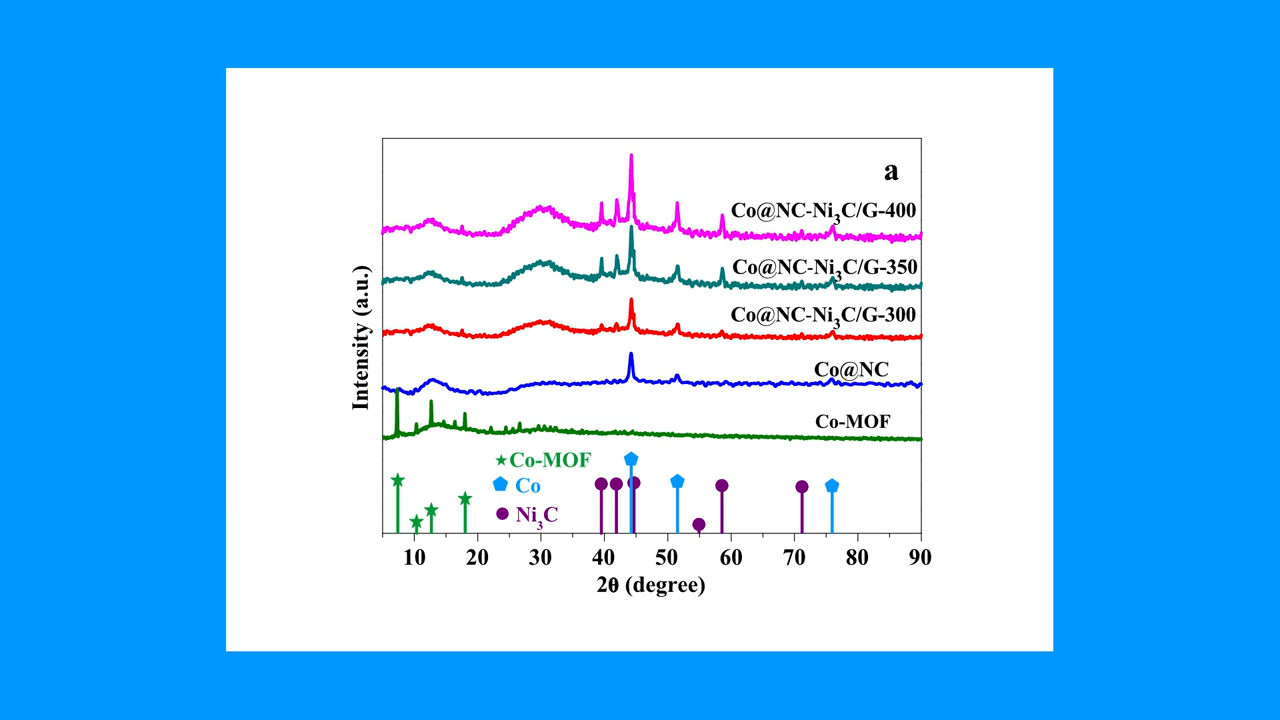 a
Co@NC-Ni₃C/G-400
Co@NC-Ni₃C/G-350
Co@NC-Ni₃C/G-300
Co@NC
Co-MOF
Intensity (a.u.)
Co-MOF
Co
Ni₃C
10 20 30 40 50 60 70 80 90
2θ (degree)